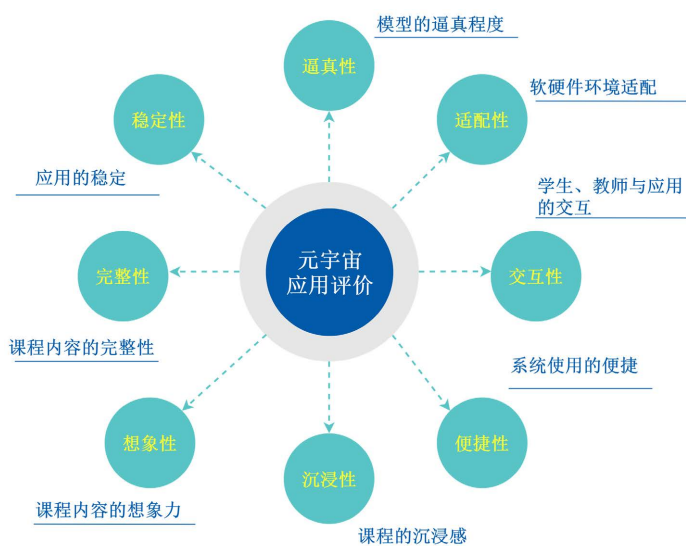 模型的逼真程度
逼真性
软硬件环境适配
适配性
稳定性
应用的稳定
学生、教师与应用
的交互
元宇宙
应用评价
完整性
交互性
课程内容的完整性
系统使用的便捷
想象性
沉浸性
便捷性
课程内容的想象力
课程的沉浸感